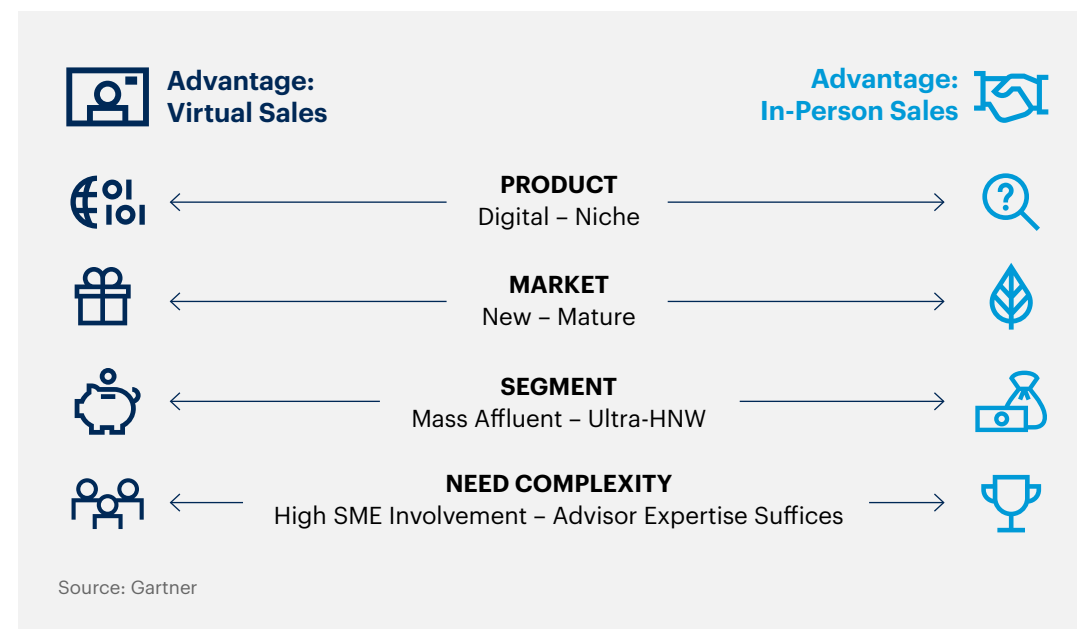 Advantage:
Virtual Sales
Advantage:
In-Person Sales
PRODUCT
Digital – Niche
MARKET
New – Mature
SEGMENT
Mass Affluent – Ultra-HNW
NEED COMPLEXITY
High SME Involvement – Advisor Expertise Suffices
Source: Gartner